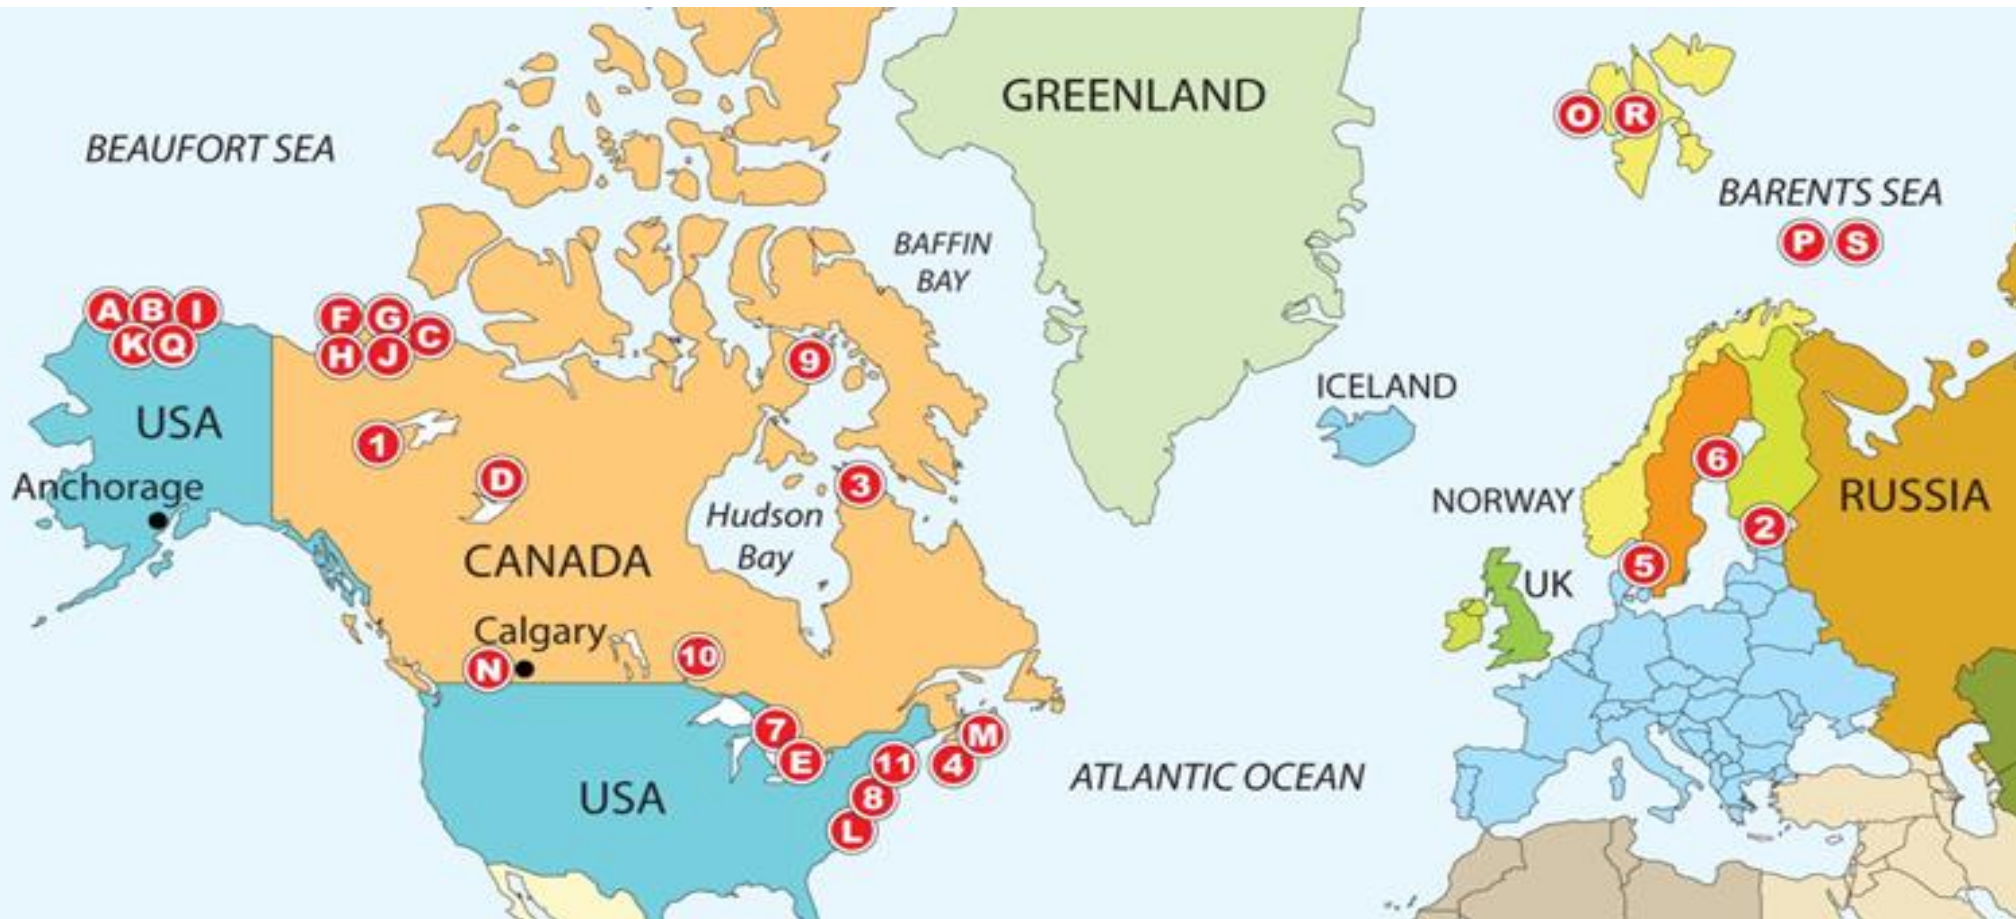 GREENLAND
BEAUFORT SEA
O R
BARENTS SEA
P S
BAFFIN
BAY
A B I
K Q
F G C
H J
9
ICELAND
USA
1
D
3
6
Anchorage
Hudson
Bay
NORWAY
RUSSIA
2
CANADA
5
UK
Calgary
N
10
7
E
11
4
M
USA
8
L
ATLANTIC OCEAN